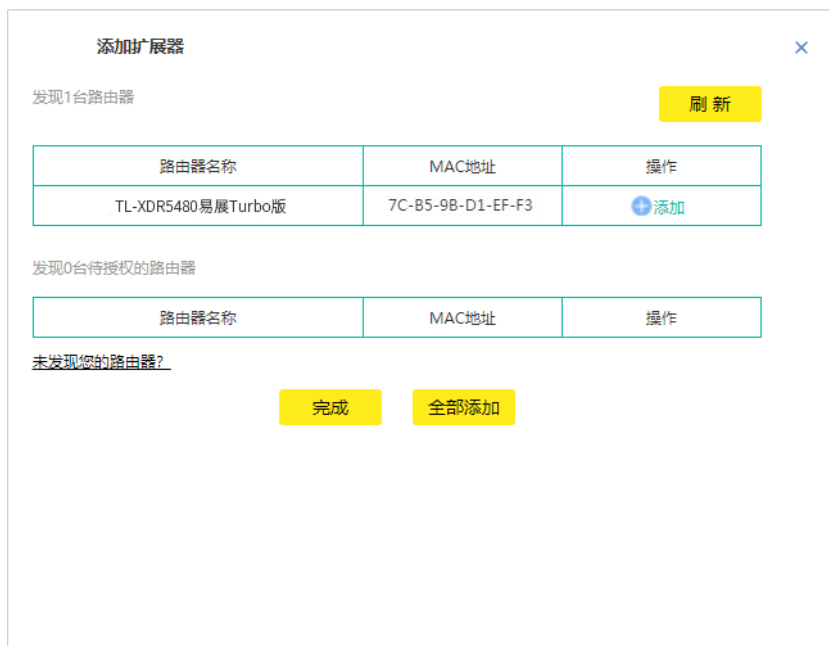 添加扩展器
×
发现1台路由器
刷 新
路由器名称 MAC地址 操作
TL-XDR5480易展Turbo版 7C-B5-9B-D1-EF-F3 添加
发现0台待授权的路由器
路由器名称 MAC地址 操作
未发现您的路由器?
完成 全部添加